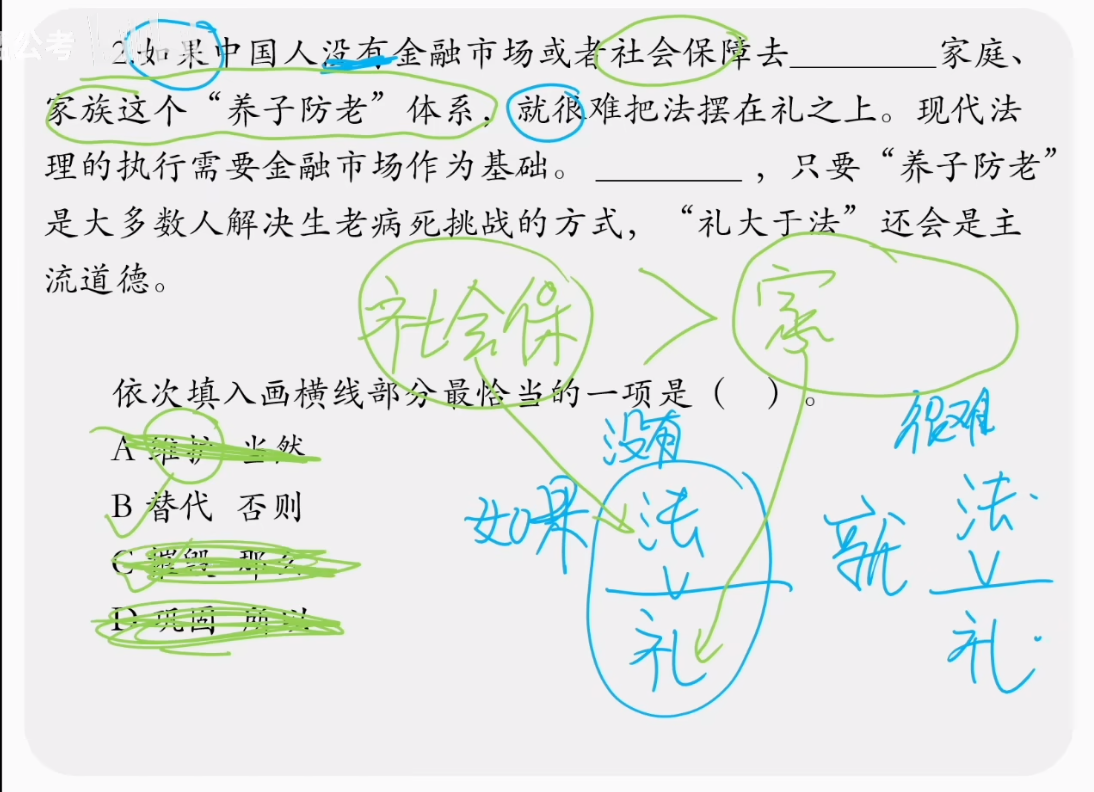 公考
2.如果中国人没有金融市场或者社会保障去________家庭、
家族这个“养子防老”体系，就很难把法摆在礼之上。现代法
理的执行需要金融市场作为基础。________，只要“养子防老”
是大多数人解决生老病死挑战的方式，“礼大于法”还会是主
流道德。
社会保 > 家
依次填入画横线部分最恰当的一项是（ ）。
A 维护 当然
B 替代 否则
C 摧毁 那么
D 巩固 所以
没有
如果 法
礼
很难
就 法
礼